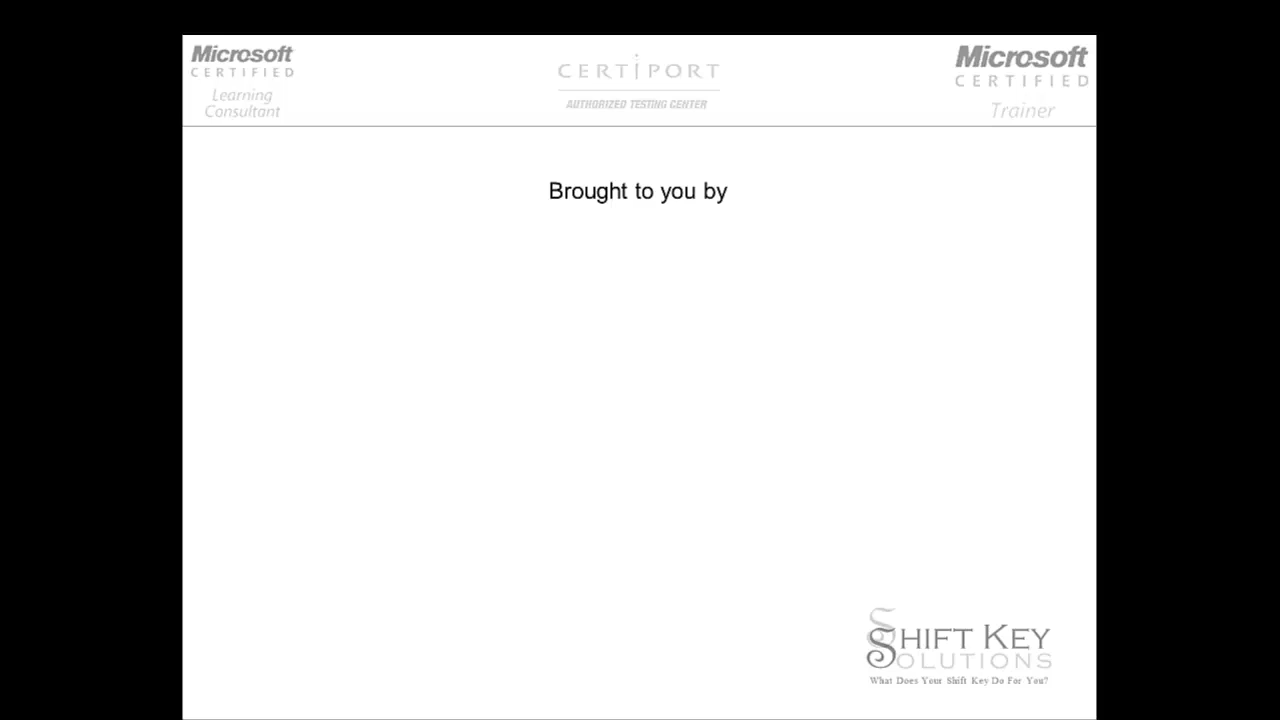 Microsoft
CERTIFIED
Learning
Consultant
CERTIPORT
AUTHORIZED TESTING CENTER
Microsoft
CERTIFIED
Trainer
Brought to you by
SHIFT KEY
SOLUTIONS
What Does Your Shift Key Do For You?